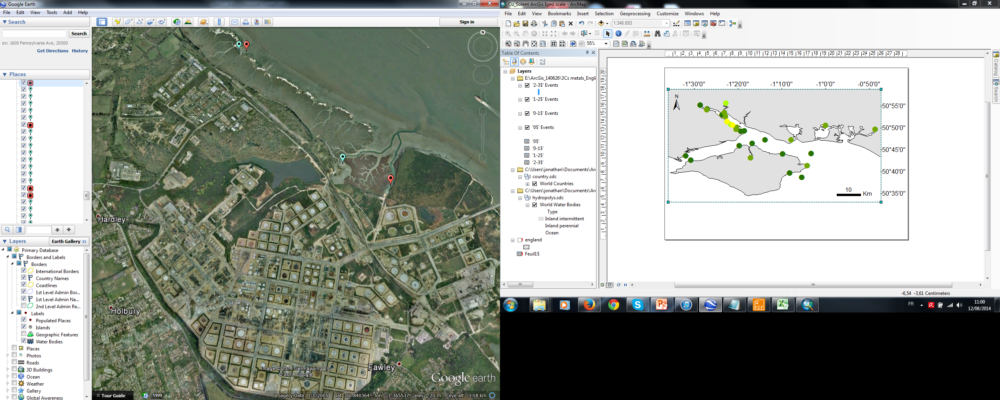 Google Earth
File Edit View Tools Add Help
Search
Search
ex: 1600 Pennsylvania Ave, 20500
Get Directions History
Places
Layers
Earth Gallery >>
Primary Database
Borders and Labels
Borders
International Borders
Country Names
Coastlines
1st Level Admin Bor...
1st Level Admin Na...
2nd Level Admin Re...
Labels
Populated Places
Islands
Geographic Features
Water Bodies
Places
Photos
Roads
3D Buildings
Ocean
Weather
Gallery
Global Awareness
Sign in
N
Hardley
Holbury
Fawley
Image © 2014 Getmapping plc
© 2014 Google
Google earth
Tour Guide
1999
Imagery Date: 1/1/2005 lat 50.840364° lon -1.365537° elev 20 m eye alt 3.18 km
Cu_Solent ArcGis Igeo scale - ArcMap
File Edit View Bookmarks Insert Selection Geoprocessing Customize Windows Help
1:346.693
55%
Table Of Contents
Layers
E:\ArcGis_140626\3Cs metals_Engli
'2-3$' Events
'1-2$' Events
'0-1$' Events
'0$' Events
'0$'
'0-1$'
'1-2$'
'2-3$'
C:\Users\jonathan\Documents\Arc
country.sdc
World Countries
C:\Users\jonathan\Documents\Arc
hydropolys.sdc
World Water Bodies
Type
Inland intermittent
Inland perennial
Ocean
england
Feuil1$
1 2 3 4 5 6 7 8 9 10 11 12 13 14 15 16 17 18 19 20 21 22 23 24 25 26 27 28
20
19
18
17
16
15
14
13
12
11
10
9
8
7
6
5
4
3
2
1
-1°30'0" -1°20'0" -1°10'0" -1°0'0" -0°50'0"
N
50°55'0"
50°50'0"
50°45'0"
50°40'0"
50°35'0"
10
Km
Catalog
Search
-6,54 -3,61 Centimeters
PDF
FR
11:00
12/08/2014